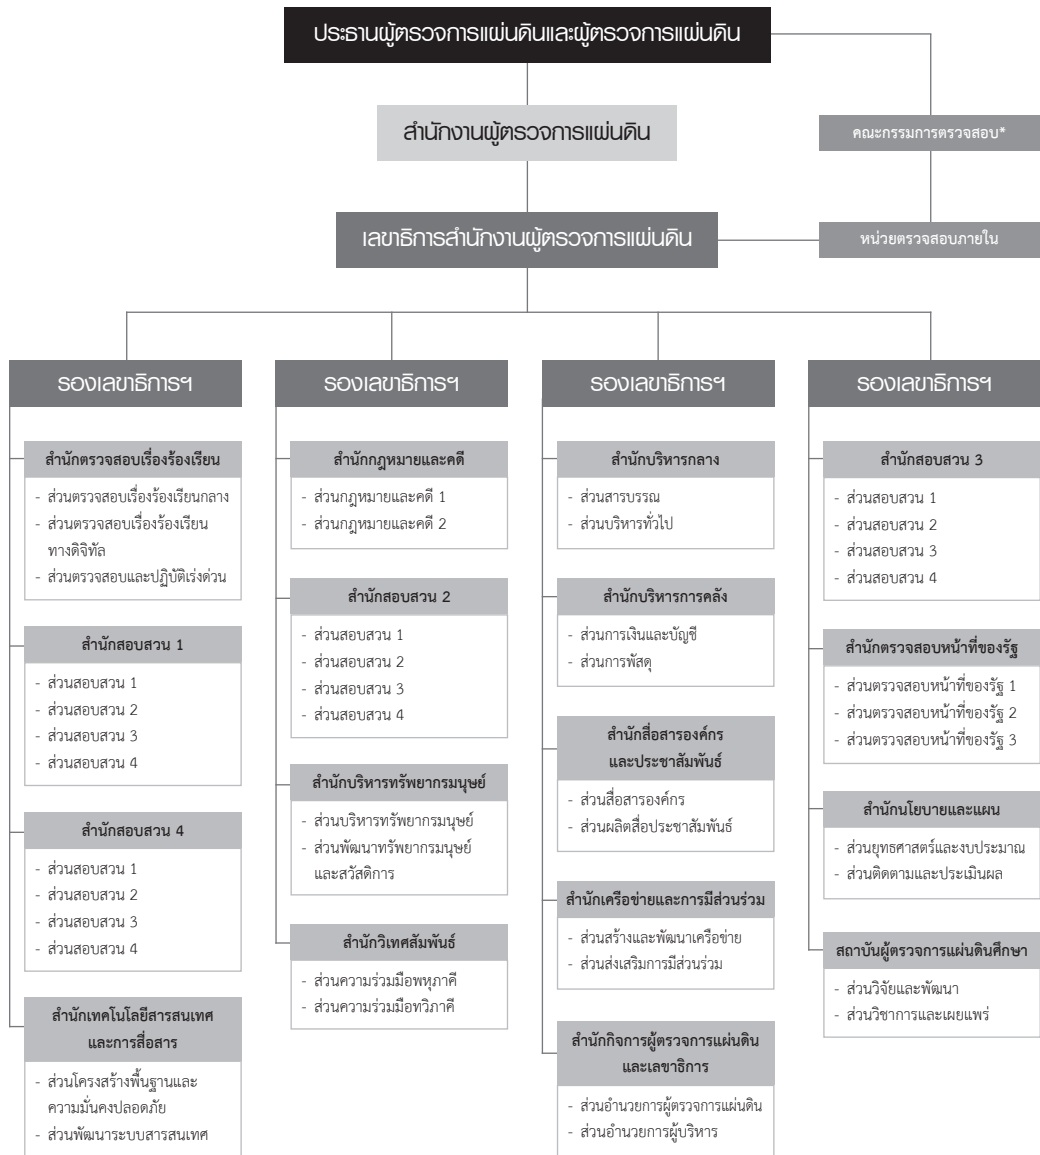 ประธานผู้ตรวจการแผ่นดินและผู้ตรวจการแผ่นดิน
สำนักงานผู้ตรวจการแผ่นดิน
คณะกรรมการตรวจสอบ*
เลขาธิการสำนักงานผู้ตรวจการแผ่นดิน
หน่วยตรวจสอบภายใน
รองเลขาธิการฯ
สำนักตรวจสอบเรื่องร้องเรียน
- ส่วนตรวจสอบเรื่องร้องเรียนกลาง
- ส่วนตรวจสอบเรื่องร้องเรียน
ทางดิจิทัล
- ส่วนตรวจสอบและปฏิบัติเร่งด่วน
สำนักสอบสวน 1
- ส่วนสอบสวน 1
- ส่วนสอบสวน 2
- ส่วนสอบสวน 3
- ส่วนสอบสวน 4
สำนักสอบสวน 4
- ส่วนสอบสวน 1
- ส่วนสอบสวน 2
- ส่วนสอบสวน 3
- ส่วนสอบสวน 4
สำนักเทคโนโลยีสารสนเทศ
และการสื่อสาร
- ส่วนโครงสร้างพื้นฐานและ
ความมั่นคงปลอดภัย
- ส่วนพัฒนาระบบสารสนเทศ
รองเลขาธิการฯ
สำนักกฎหมายและคดี
- ส่วนกฎหมายและคดี 1
- ส่วนกฎหมายและคดี 2
สำนักสอบสวน 2
- ส่วนสอบสวน 1
- ส่วนสอบสวน 2
- ส่วนสอบสวน 3
- ส่วนสอบสวน 4
สำนักบริหารทรัพยากรมนุษย์
- ส่วนบริหารทรัพยากรมนุษย์
- ส่วนพัฒนาทรัพยากรมนุษย์
และสวัสดิการ
สำนักวิเทศสัมพันธ์
- ส่วนความร่วมมือพหุภาคี
- ส่วนความร่วมมือทวิภาคี
รองเลขาธิการฯ
สำนักบริหารกลาง
- ส่วนสารบรรณ
- ส่วนบริหารทั่วไป
สำนักบริหารการคลัง
- ส่วนการเงินและบัญชี
- ส่วนการพัสดุ
สำนักสื่อสารองค์กร
และประชาสัมพันธ์
- ส่วนสื่อสารองค์กร
- ส่วนผลิตสื่อประชาสัมพันธ์
สำนักเครือข่ายและการมีส่วนร่วม
- ส่วนสร้างและพัฒนาเครือข่าย
- ส่วนส่งเสริมการมีส่วนร่วม
สำนักกิจการผู้ตรวจการแผ่นดิน
และเลขาธิการ
- ส่วนอำนวยการผู้ตรวจการแผ่นดิน
- ส่วนอำนวยการผู้บริหาร
รองเลขาธิการฯ
สำนักสอบสวน 3
- ส่วนสอบสวน 1
- ส่วนสอบสวน 2
- ส่วนสอบสวน 3
- ส่วนสอบสวน 4
สำนักตรวจสอบหน้าที่ของรัฐ
- ส่วนตรวจสอบหน้าที่ของรัฐ 1
- ส่วนตรวจสอบหน้าที่ของรัฐ 2
- ส่วนตรวจสอบหน้าที่ของรัฐ 3
สำนักนโยบายและแผน
- ส่วนยุทธศาสตร์และงบประมาณ
- ส่วนติดตามและประเมินผล
สถาบันผู้ตรวจการแผ่นดินศึกษา
- ส่วนวิจัยและพัฒนา
- ส่วนวิชาการและเผยแพร่